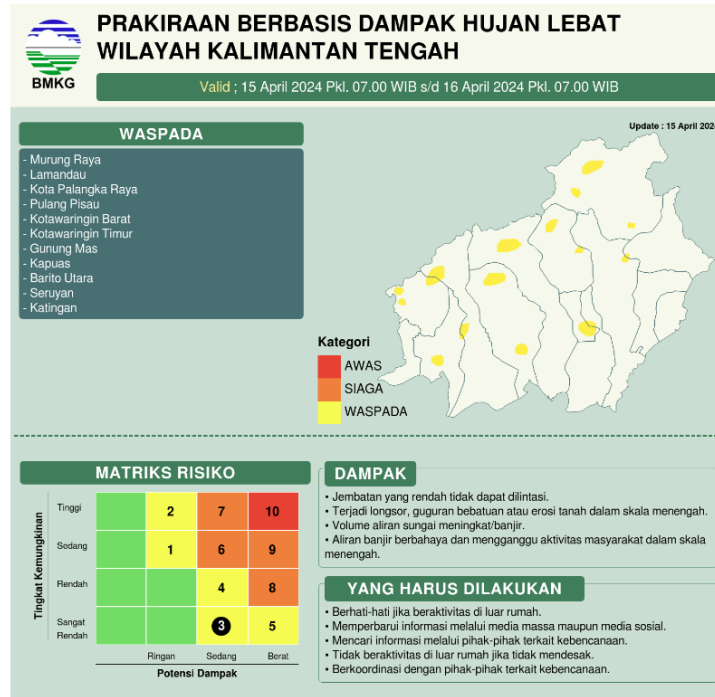 BMKG
PRAKIRAAN BERBASIS DAMPAK HUJAN LEBAT
WILAYAH KALIMANTAN TENGAH
Valid ; 15 April 2024 Pkl. 07.00 WIB s/d 16 April 2024 Pkl. 07.00 WIB
WASPADA
- Murung Raya
- Lamandau
- Kota Palangka Raya
- Pulang Pisau
- Kotawaringin Barat
- Kotawaringin Timur
- Gunung Mas
- Kapuas
- Barito Utara
- Seruyan
- Katingan
Update : 15 April 2024
Kategori
AWAS
SIAGA
WASPADA
MATRIKS RISIKO
Tingkat Kemungkinan
Tinggi
2 7 10
Sedang
1 6 9
Rendah
4 8
Sangat
Rendah
3 5
Ringan Sedang Berat
Potensi Dampak
DAMPAK
• Jembatan yang rendah tidak dapat dilintasi.
• Terjadi longsor, guguran bebatuan atau erosi tanah dalam skala menengah.
• Volume aliran sungai meningkat/banjir.
• Aliran banjir berbahaya dan mengganggu aktivitas masyarakat dalam skala
menengah.
YANG HARUS DILAKUKAN
• Berhati-hati jika beraktivitas di luar rumah.
• Memperbarui informasi melalui media massa maupun media sosial.
• Mencari informasi melalui pihak-pihak terkait kebencanaan.
• Tidak beraktivitas di luar rumah jika tidak mendesak.
• Berkoordinasi dengan pihak-pihak terkait kebencanaan.